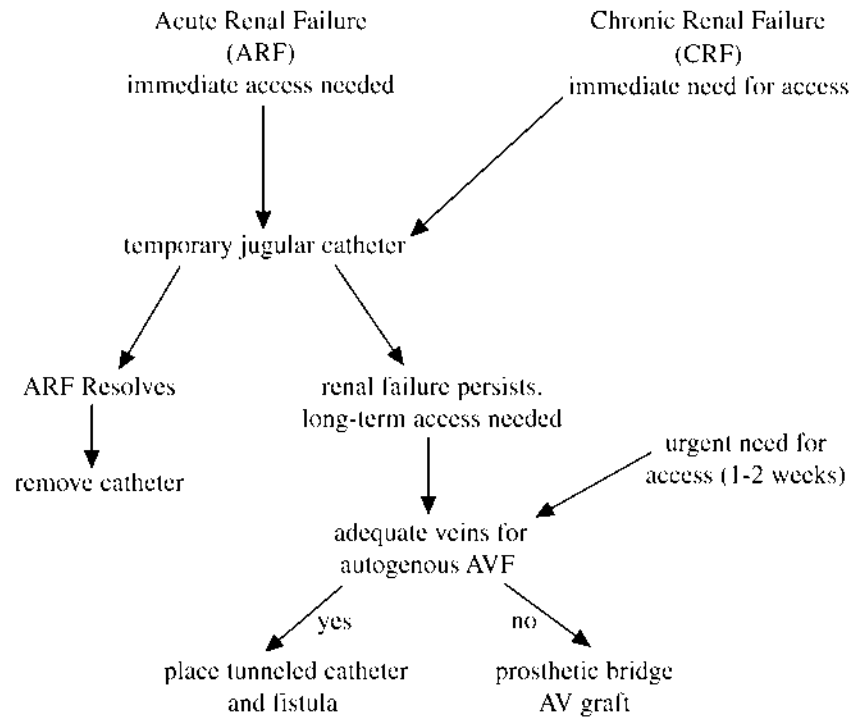 Acute Renal Failure
(ARF)
immediate access needed
Chronic Renal Failure
(CRF)
immediate need for access
temporary jugular catheter
ARF Resolves
remove catheter
renal failure persists.
long-term access needed
urgent need for
access (1-2 weeks)
adequate veins for
autogenous AVF
yes
no
place tunneled catheter
and fistula
prosthetic bridge
AV graft